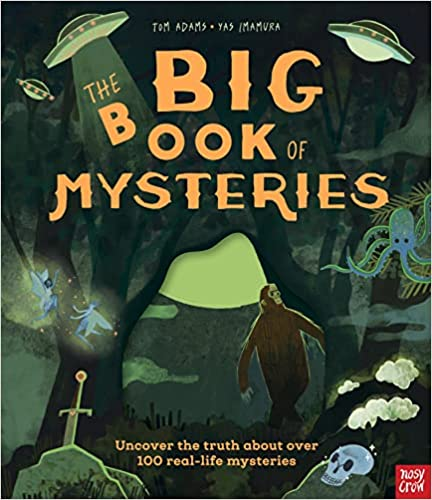 TOM ADAMS • YAS IMAMURA
THE BIG
BOOK OF
MYSTERIES
Uncover the truth about over
100 real-life mysteries
nosy
crow